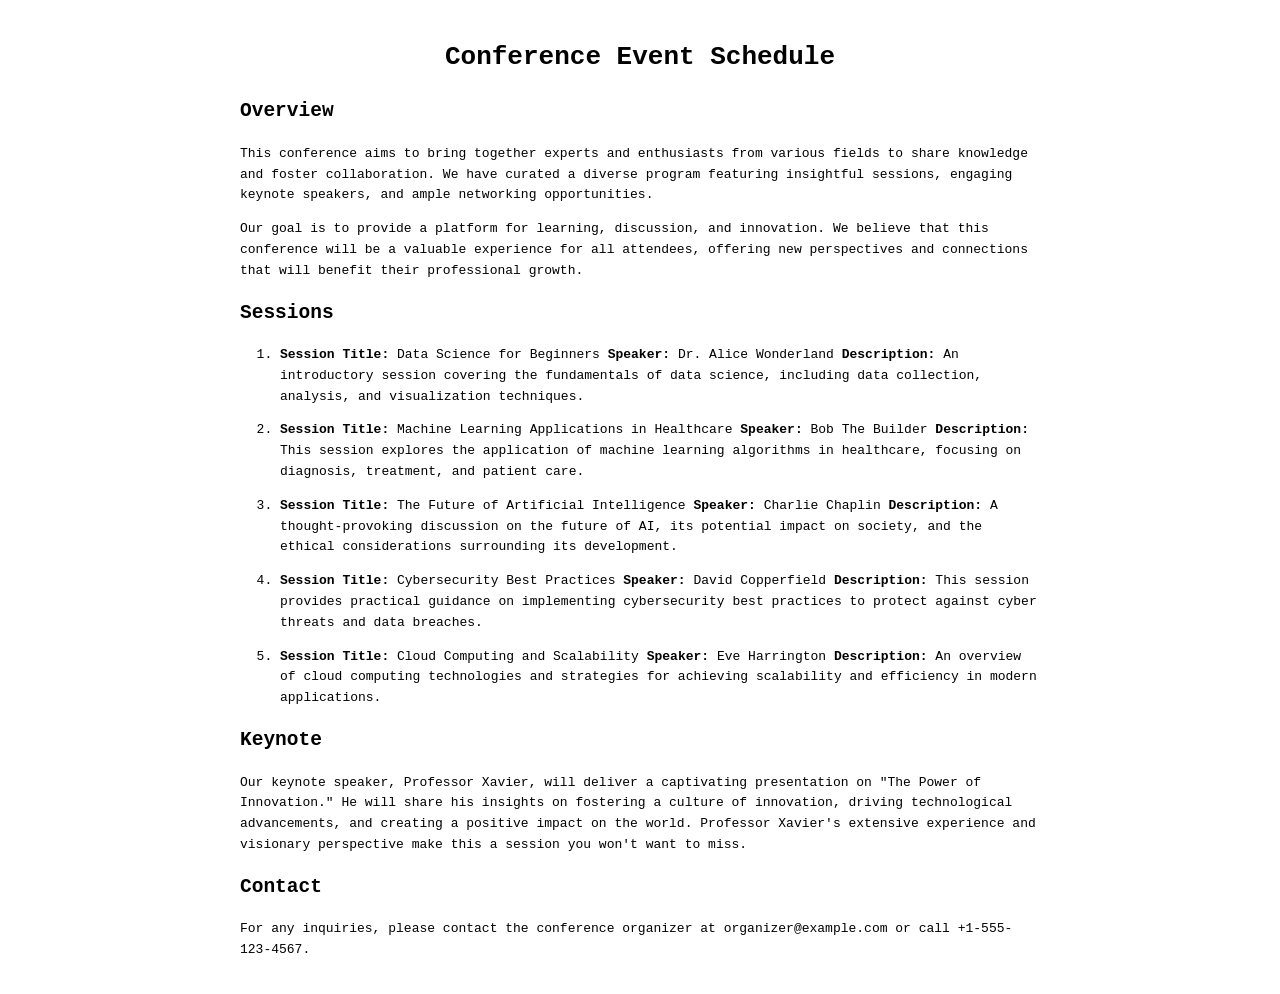 Conference Event Schedule
Overview
This conference aims to bring together experts and enthusiasts from various fields to share knowledge
and foster collaboration. We have curated a diverse program featuring insightful sessions, engaging
keynote speakers, and ample networking opportunities.
Our goal is to provide a platform for learning, discussion, and innovation. We believe that this
conference will be a valuable experience for all attendees, offering new perspectives and connections
that will benefit their professional growth.
Sessions
1. Session Title: Data Science for Beginners Speaker: Dr. Alice Wonderland Description: An
introductory session covering the fundamentals of data science, including data collection,
analysis, and visualization techniques.
2. Session Title: Machine Learning Applications in Healthcare Speaker: Bob The Builder Description:
This session explores the application of machine learning algorithms in healthcare, focusing on
diagnosis, treatment, and patient care.
3. Session Title: The Future of Artificial Intelligence Speaker: Charlie Chaplin Description: A
thought-provoking discussion on the future of AI, its potential impact on society, and the
ethical considerations surrounding its development.
4. Session Title: Cybersecurity Best Practices Speaker: David Copperfield Description: This session
provides practical guidance on implementing cybersecurity best practices to protect against cyber
threats and data breaches.
5. Session Title: Cloud Computing and Scalability Speaker: Eve Harrington Description: An overview
of cloud computing technologies and strategies for achieving scalability and efficiency in modern
applications.
Keynote
Our keynote speaker, Professor Xavier, will deliver a captivating presentation on "The Power of
Innovation." He will share his insights on fostering a culture of innovation, driving technological
advancements, and creating a positive impact on the world. Professor Xavier's extensive experience and
visionary perspective make this a session you won't want to miss.
Contact
For any inquiries, please contact the conference organizer at organizer@example.com or call +1-555-
123-4567.